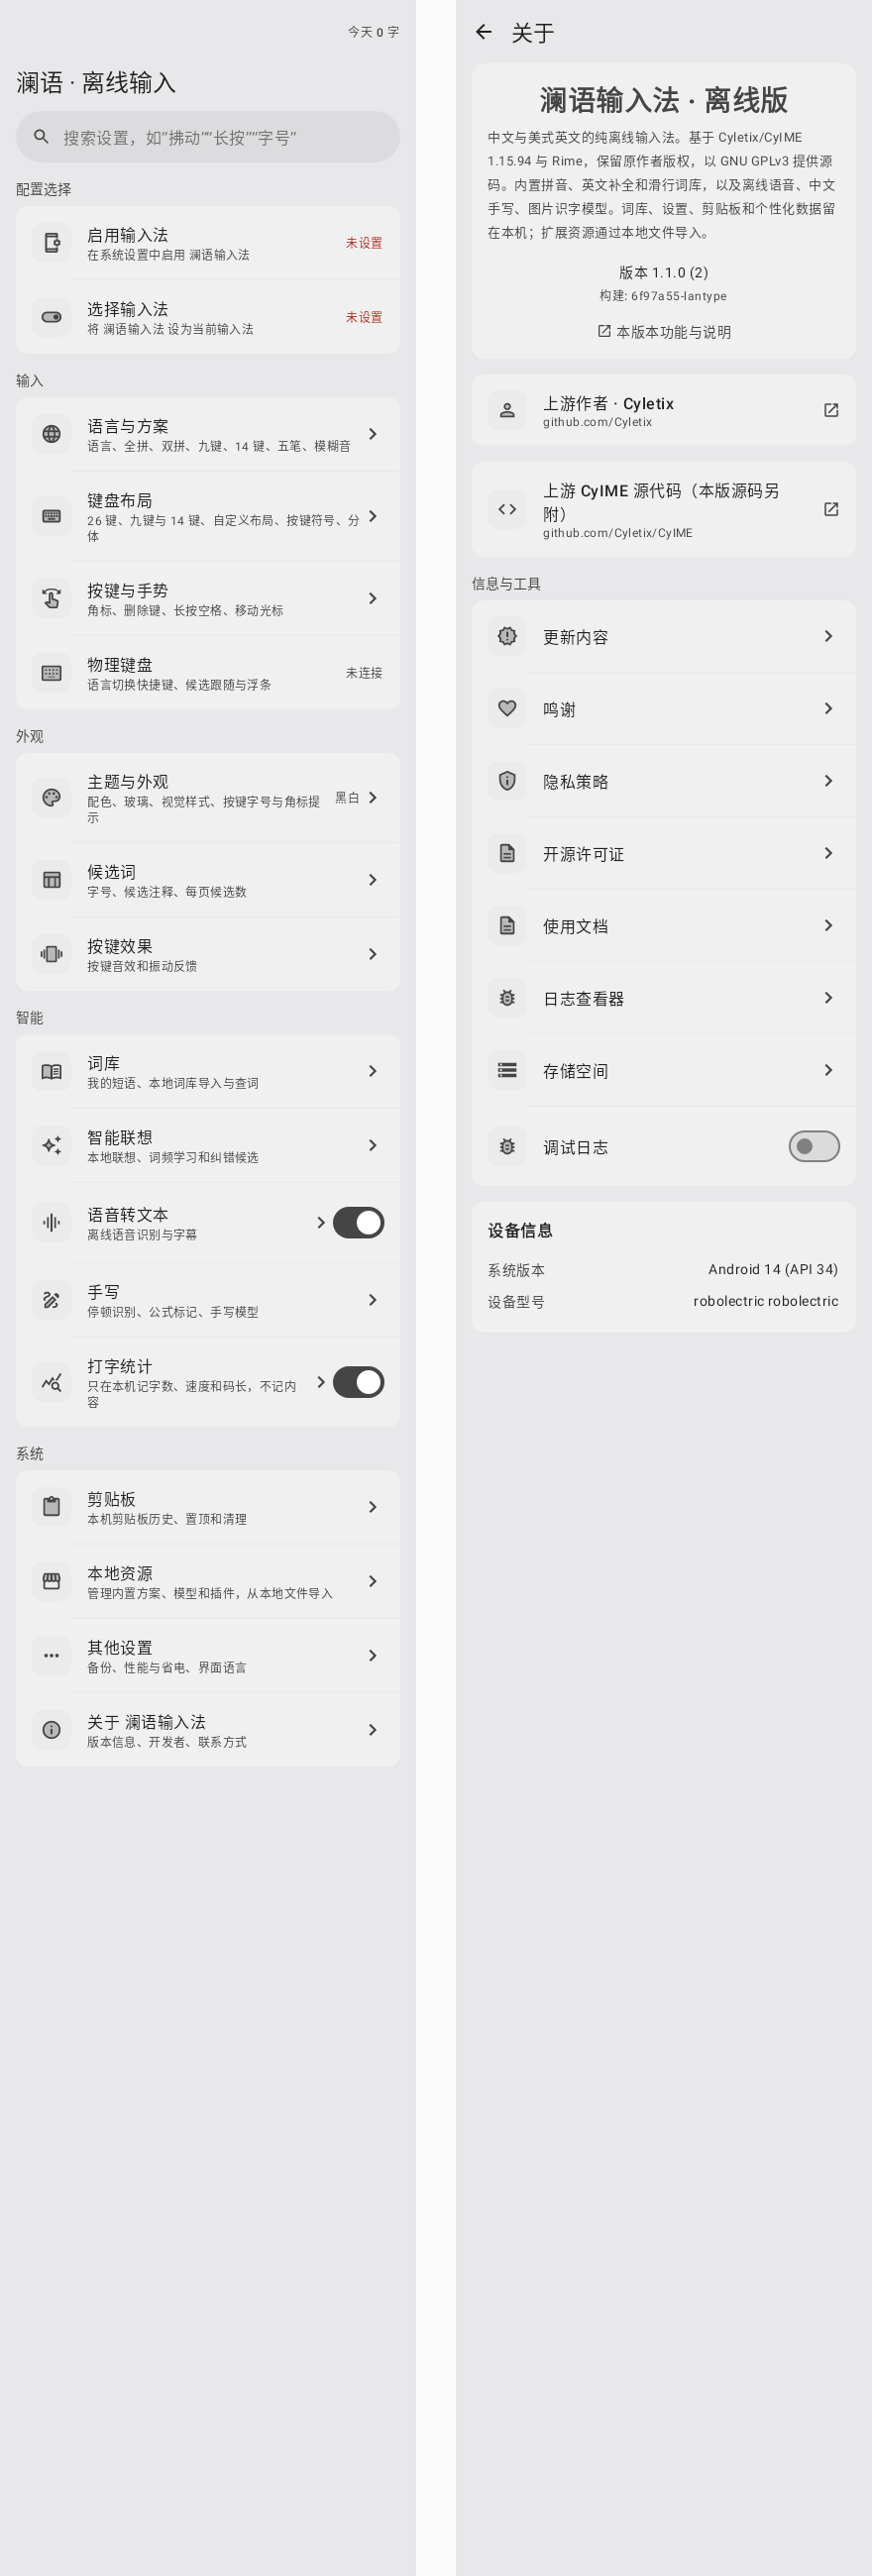 今天 0 字
澜语 · 离线输入
搜索设置，如“拂动”“长按”“字号”
配置选择
启用输入法
在系统设置中启用 澜语输入法
未设置
选择输入法
将 澜语输入法 设为当前输入法
未设置
输入
语言与方案
语言、全拼、双拼、九键、14 键、五笔、模糊音
键盘布局
26 键、九键与 14 键、自定义布局、按键符号、分
体
按键与手势
角标、删除键、长按空格、移动光标
物理键盘
语言切换快捷键、候选跟随与浮条
未连接
外观
主题与外观
配色、玻璃、视觉样式、按键字号与角标提
示
黑白
候选词
字号、候选注释、每页候选数
按键效果
按键音效和振动反馈
智能
词库
我的短语、本地词库导入与查词
智能联想
本地联想、词频学习和纠错候选
语音转文本
离线语音识别与字幕
手写
停顿识别、公式标记、手写模型
打字统计
只在本机记字数、速度和码长，不记内
容
系统
剪贴板
本机剪贴板历史、置顶和清理
本地资源
管理内置方案、模型和插件，从本地文件导入
其他设置
备份、性能与省电、界面语言
关于 澜语输入法
版本信息、开发者、联系方式
关于
澜语输入法 · 离线版
中文与美式英文的纯离线输入法。基于 Cyletix/CyIME
1.15.94 与 Rime，保留原作者版权，以 GNU GPLv3 提供源
码。内置拼音、英文补全和滑行词库，以及离线语音、中文
手写、图片识字模型。词库、设置、剪贴板和个性化数据留
在本机；扩展资源通过本地文件导入。
版本 1.1.0 (2)
构建: 6f97a55-lantype
本版本功能与说明
上游作者 · Cyletix
github.com/Cyletix
上游 CyIME 源代码（本版源码另
附）
github.com/Cyletix/CyIME
信息与工具
更新内容
鸣谢
隐私策略
开源许可证
使用文档
日志查看器
存储空间
调试日志
设备信息
系统版本
Android 14 (API 34)
设备型号
robolectric robolectric